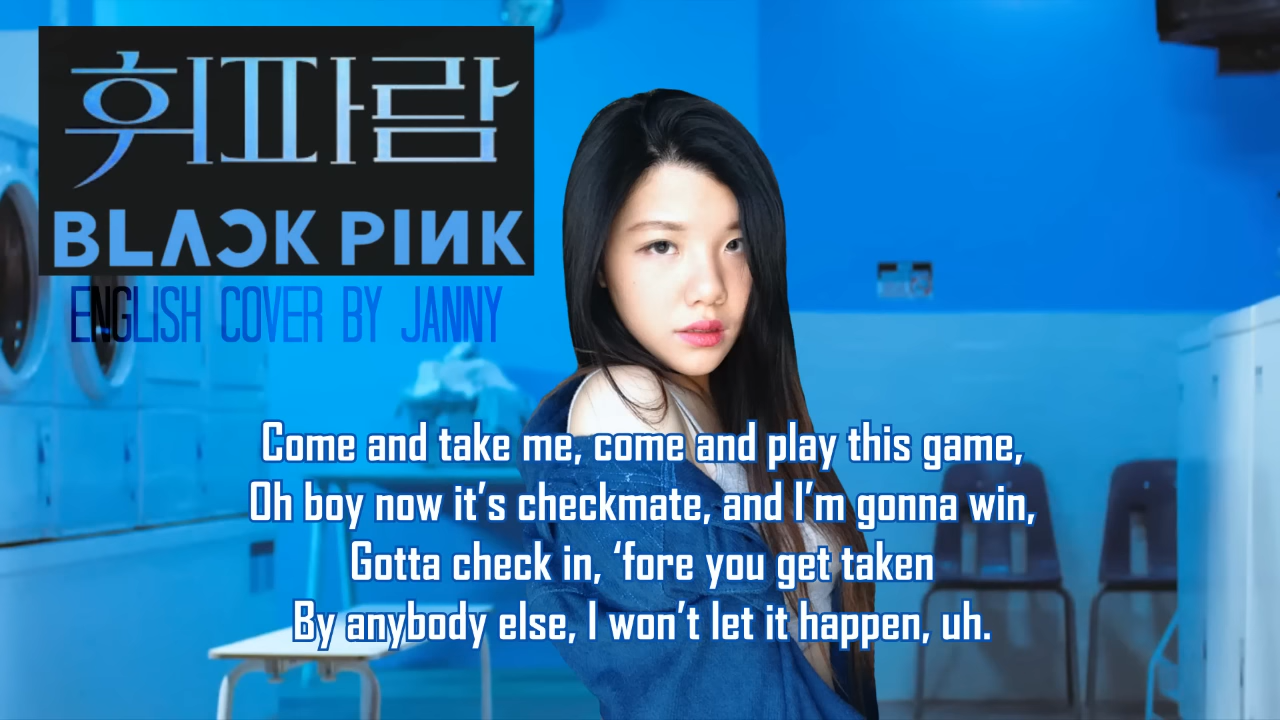 휘파람
BLACKPINK
ENGLISH COVER BY JANNY
Come and take me, come and play this game,
Oh boy now it's checkmate, and I'm gonna win,
Gotta check in, ‘fore you get taken
By anybody else, I won't let it happen, uh.